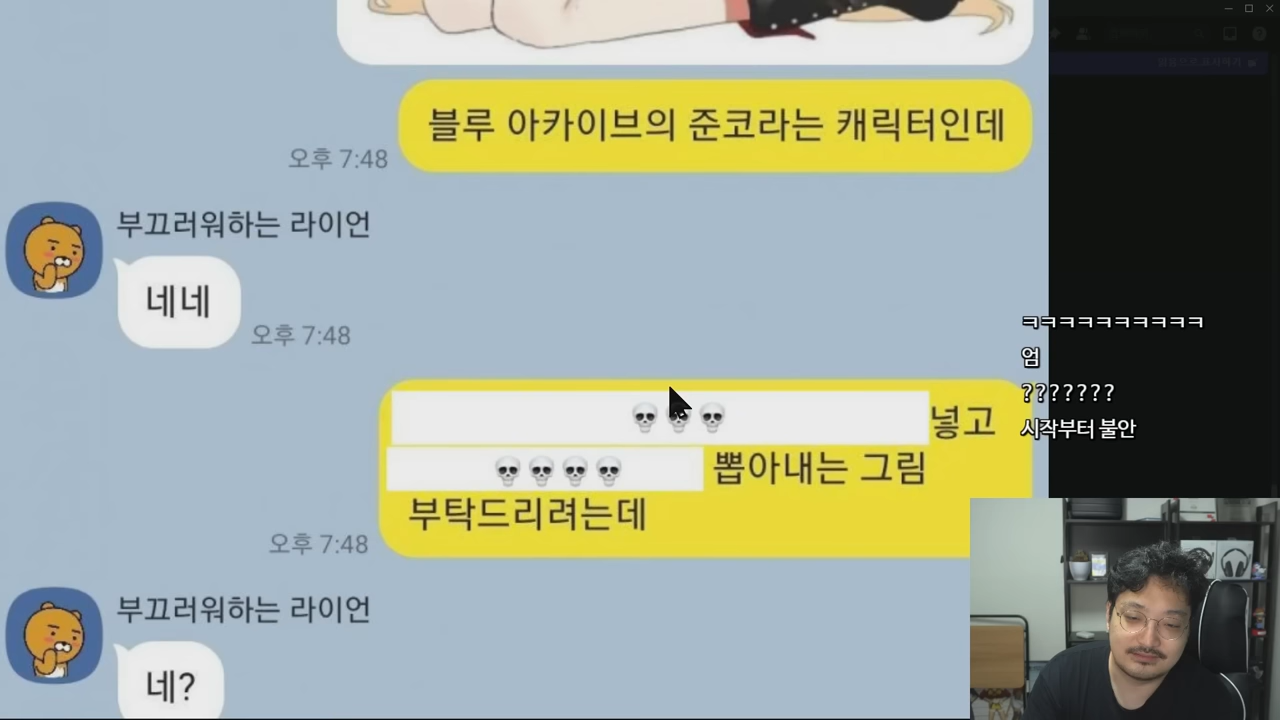 블루 아카이브의 준코라는 캐릭터인데
오후 7:48
부끄러워하는 라이언
네네
오후 7:48
넣고
뽑아내는 그림
부탁드리려는데
오후 7:48
부끄러워하는 라이언
네?
ㅋㅋㅋㅋㅋㅋㅋㅋㅋㅋ
엄
???????
시작부터 불안